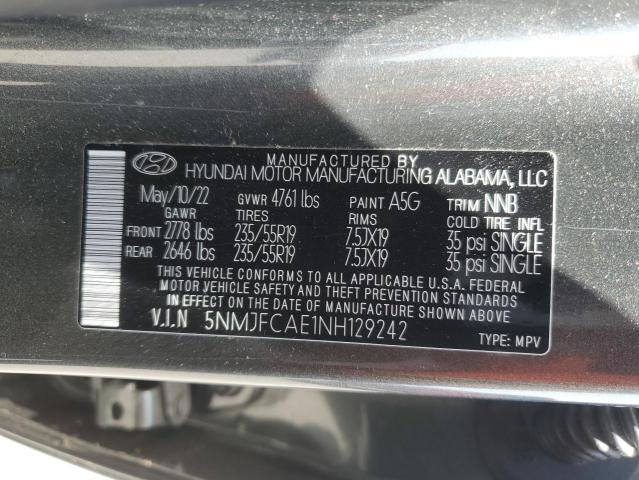 MANUFACTURED BY
HYUNDAI MOTOR MANUFACTURING ALABAMA, LLC
May/10/22 GVWR 4761 lbs PAINT A5G TRIM NNB
GAWR TIRES RIMS COLD TIRE INFL
FRONT 2778 lbs 235/55R19 7.5JX19 35 psi SINGLE
REAR 2646 lbs 235/55R19 7.5JX19 35 psi SINGLE
THIS VEHICLE CONFORMS TO ALL APPLICABLE U.S.A. FEDERAL
MOTOR VEHICLE SAFETY AND THEFT PREVENTION STANDARDS IN
EFFECT ON THE DATE OF MANUFACTURE SHOWN ABOVE
V.I.N 5NMJFCAE1NH129242
TYPE: MPV